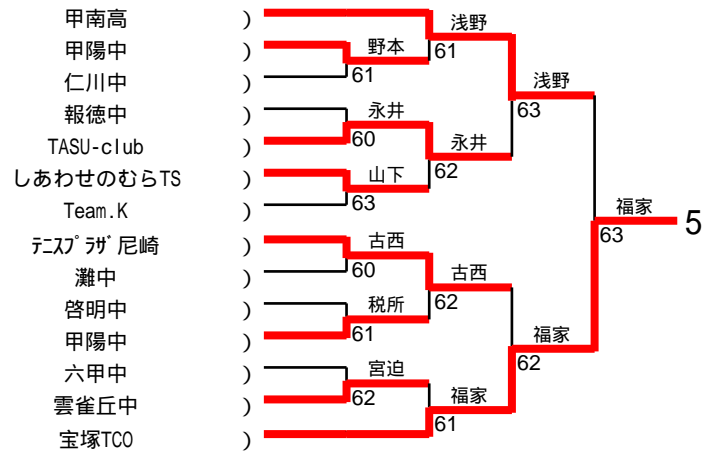 甲南高 )
浅野
甲陽中 )
野本
61
仁川中 )
61
浅野
報徳中 )
永井
63
TASU-club )
60
永井
しあわせのむらTS )
山下
62
Team.K )
63
福家
5
テニスプラザ尼崎 )
古西
63
灘中 )
60
古西
啓明中 )
税所
62
甲陽中 )
61
福家
六甲中 )
宮迫
62
雲雀丘中 )
62
福家
宝塚TCO )
61